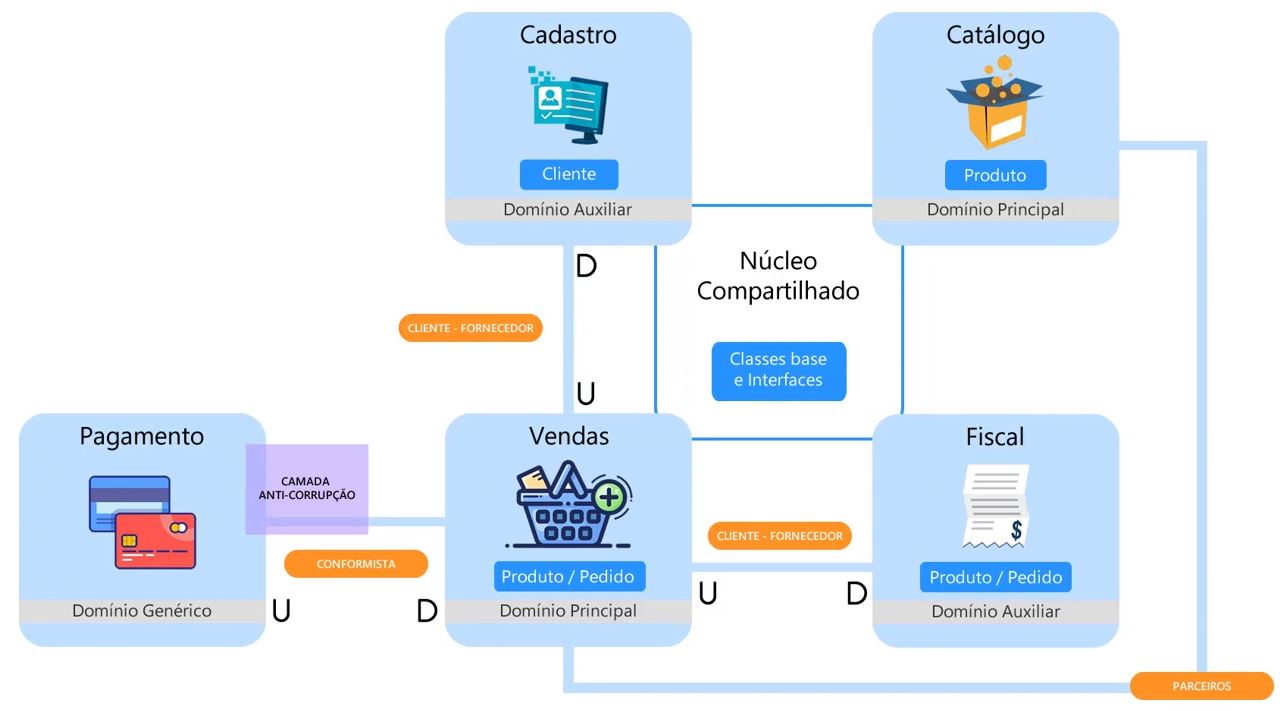 Cadastro
Cliente
Domínio Auxiliar
Catálogo
Produto
Domínio Principal
D
CLIENTE - FORNECEDOR
U
Núcleo
Compartilhado
Classes base
e Interfaces
Pagamento
Domínio Genérico
CAMADA
ANTI-CORRUPÇÃO
CONFORMISTA
U
D
Vendas
Produto / Pedido
Domínio Principal
CLIENTE - FORNECEDOR
U
D
Fiscal
$
Produto / Pedido
Domínio Auxiliar
PARCEIROS